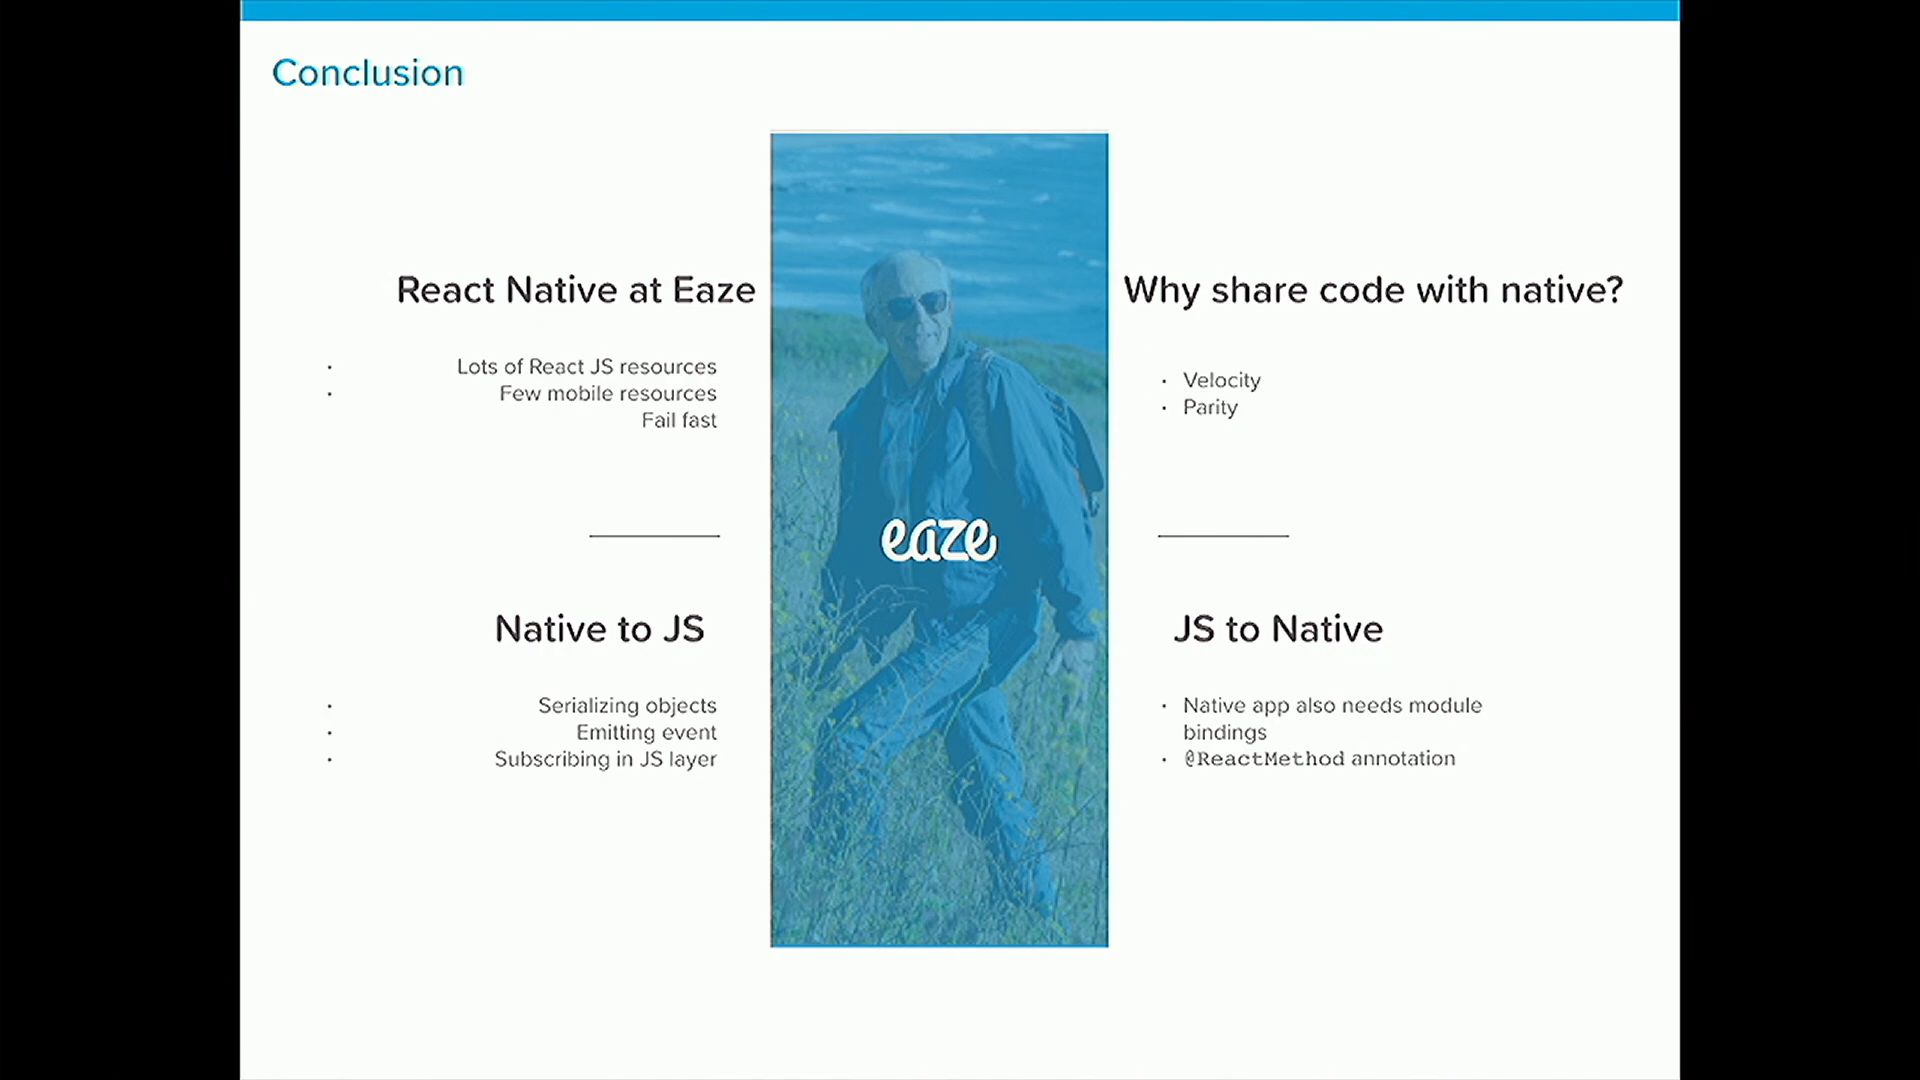 Conclusion
React Native at Eaze
· Lots of React JS resources
· Few mobile resources
Fail fast
Why share code with native?
· Velocity
· Parity
eaze
Native to JS
· Serializing objects
· Emitting event
· Subscribing in JS layer
JS to Native
· Native app also needs module
bindings
· @ReactMethod annotation